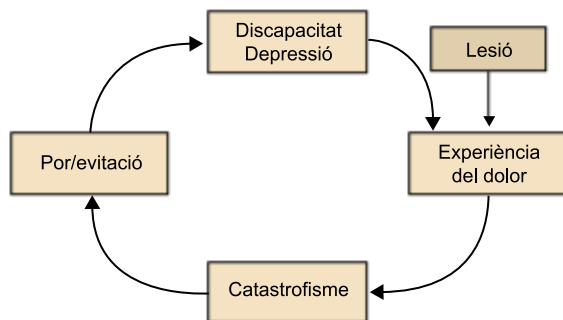 Discapacitat
Depressió
Lesió
Por/evitació
Experiència
del dolor
Catastrofisme